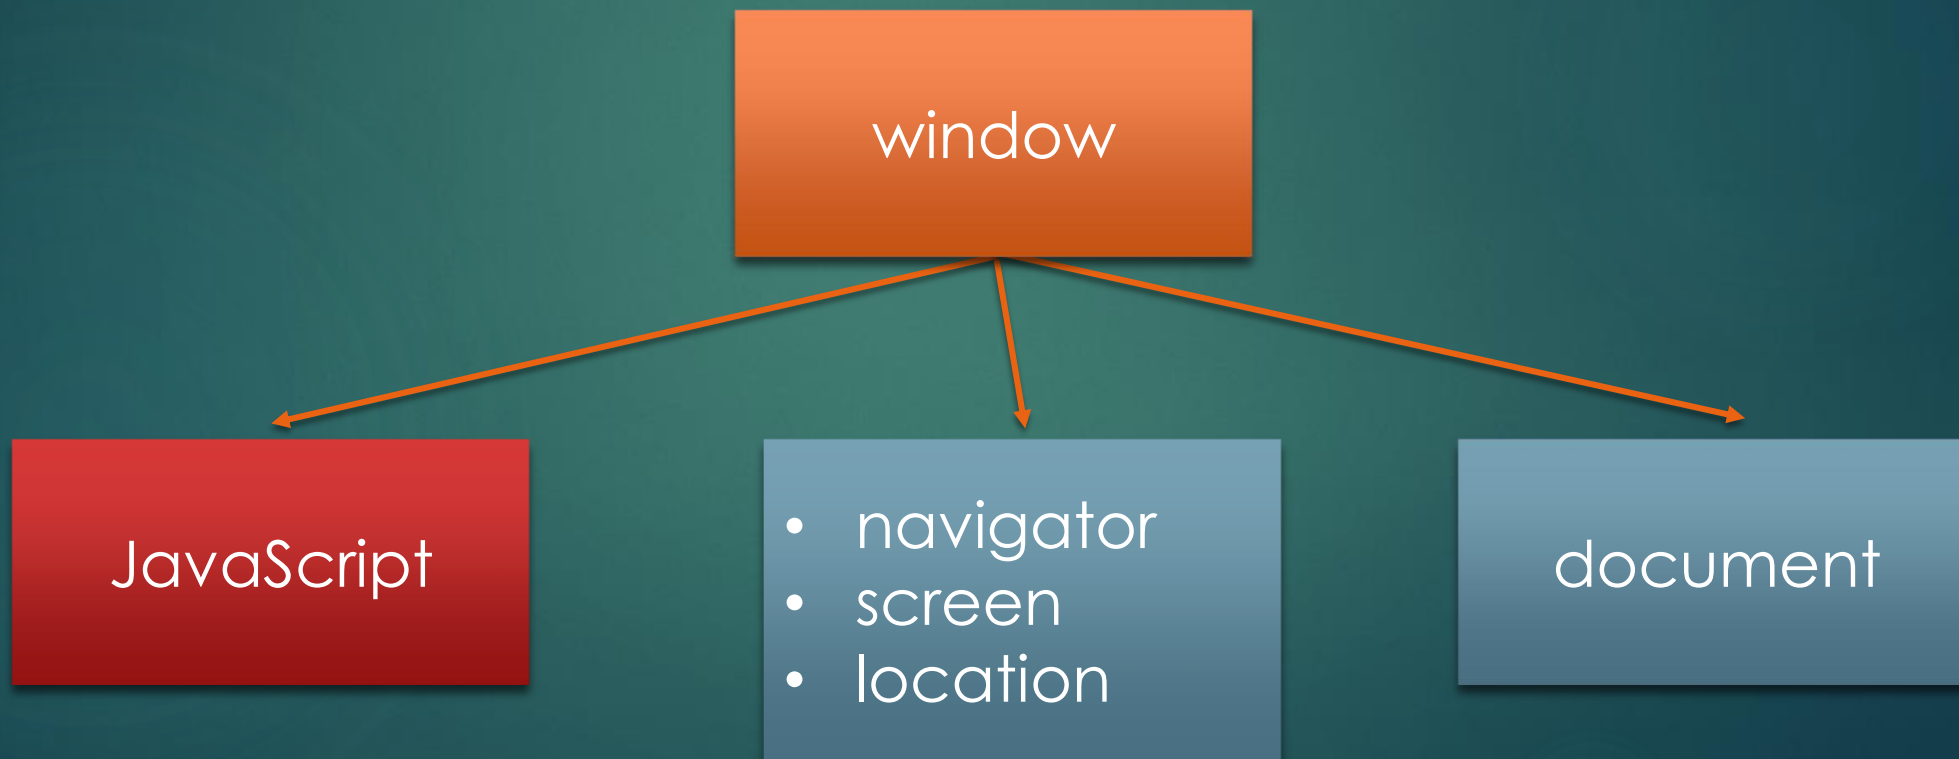 window
JavaScript
• navigator
• screen
• location
document